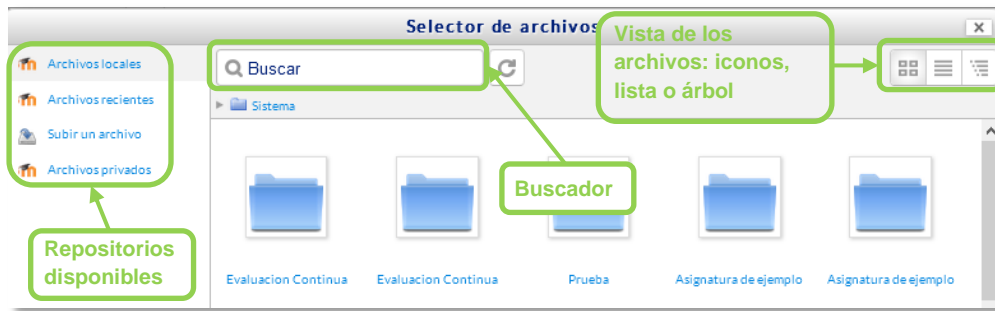 Selector de archivos
Vista de los
archivos: iconos,
lista o árbol
Archivos locales
Archivos recientes
Subir un archivo
Archivos privados
Buscar
Sistema
Buscador
Repositorios
disponibles
Evaluacion Continua
Evaluacion Continua
Prueba
Asignatura de ejemplo
Asignatura de ejemplo